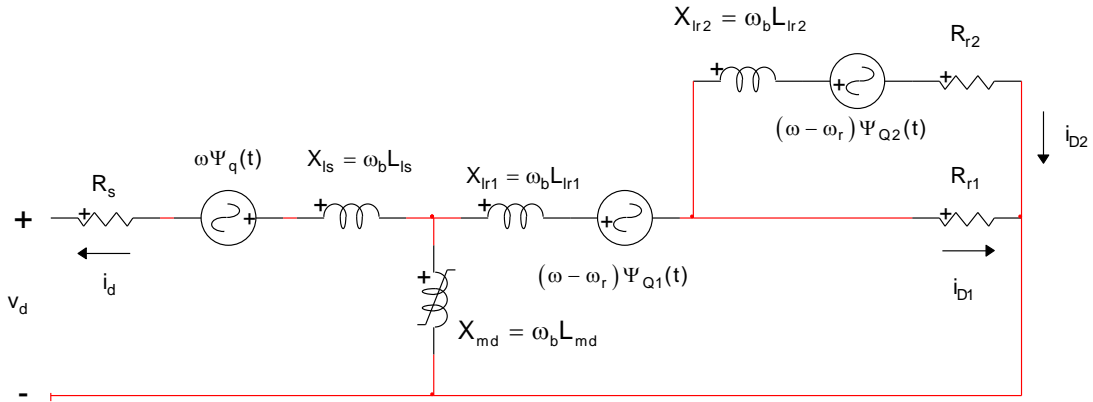 X_lr2 = ω_b L_lr2
R_r2
+
+
+
(ω − ω_r) Ψ_Q2(t)
i_D2
ωΨ_q(t)
X_ls = ω_b L_ls
X_lr1 = ω_b L_lr1
R_s
R_r1
+
+
+
+
+
+
+
i_d
(ω − ω_r) Ψ_Q1(t)
i_D1
+
v_d
X_md = ω_b L_md
-